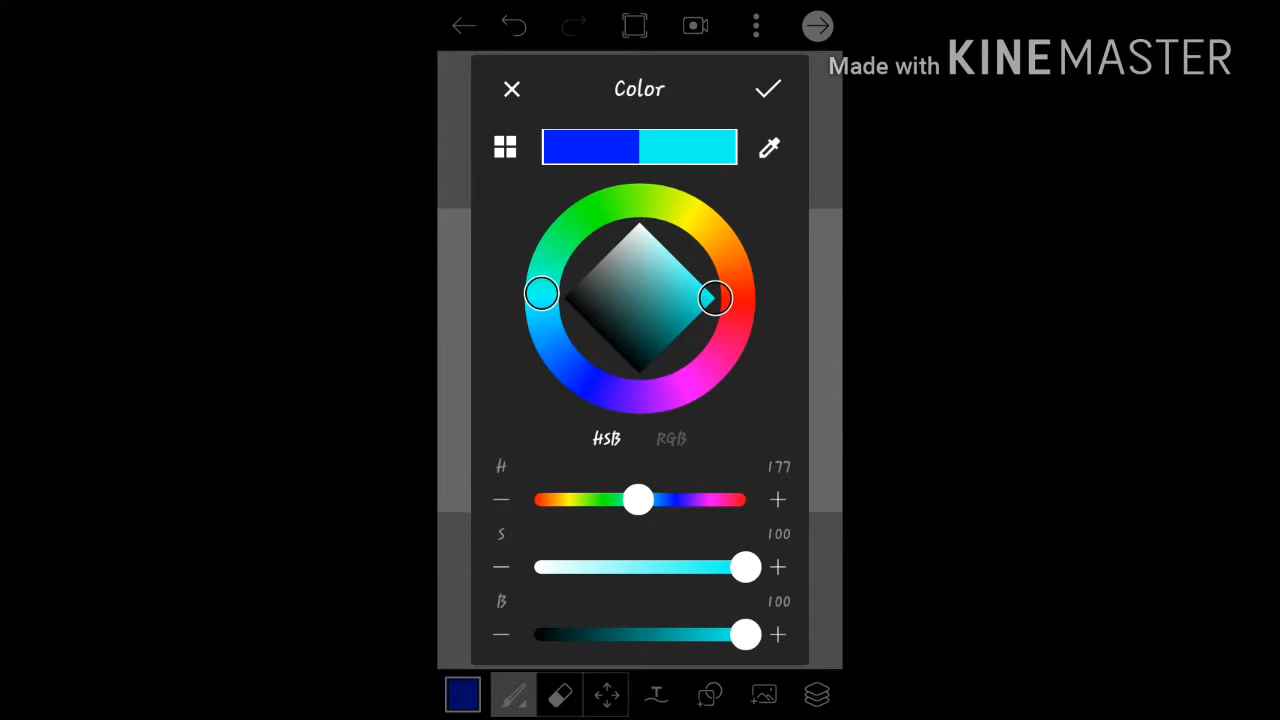 Made with KINEMASTER
Color
HSB RGB
H 177
S 100
B 100